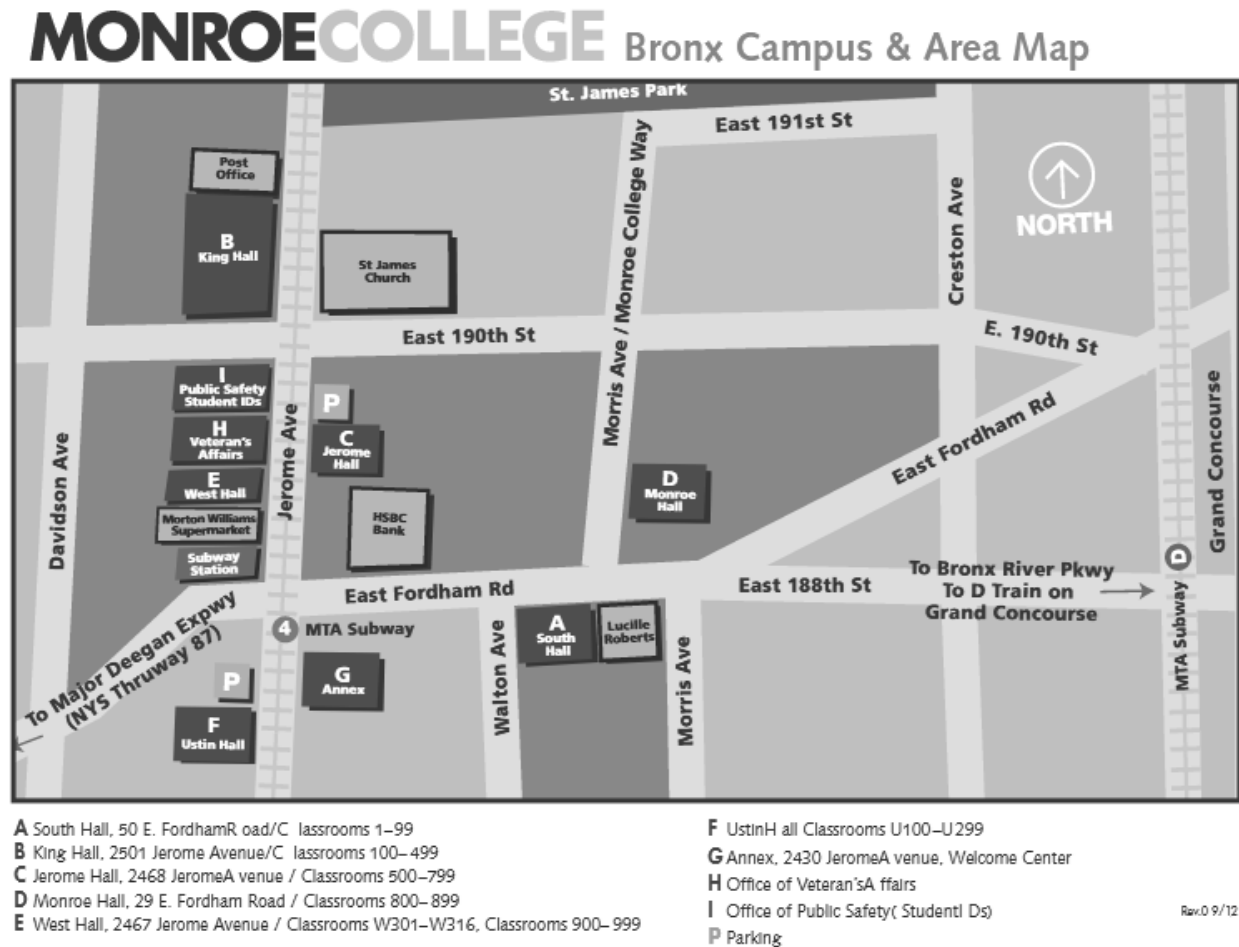 MONROECOLLEGE Bronx Campus & Area Map
St. James Park
East 191st St
Post
Office
B
King Hall
St James
Church
Morris Ave / Monroe College Way
Creston Ave
NORTH
East 190th St
E. 190th St
I
Public Safety
Student IDs
P
H
Veteran's
Affairs
C
Jerome
Hall
E
West Hall
Morton Williams
Supermarket
Subway
Station
Davidson Ave
Jerome Ave
HSBC
Bank
D
Monroe
Hall
East Fordham Rd
Grand Concourse
East Fordham Rd
East 188th St
To Bronx River Pkwy
To D Train on
Grand Concourse
D
MTA Subway
To Major Deegan Expwy
(NYS Thruway 87)
4 MTA Subway
P
F
Ustin Hall
G
Annex
Walton Ave
A
South
Hall
Lucille
Roberts
Morris Ave
A South Hall, 50 E. FordhamR oad/C lassrooms 1–99
B King Hall, 2501 Jerome Avenue/C lassrooms 100–499
C Jerome Hall, 2468 JeromeA venue / Classrooms 500–799
D Monroe Hall, 29 E. Fordham Road / Classrooms 800–899
E West Hall, 2467 Jerome Avenue / Classrooms W301–W316, Classrooms 900–999
F UstinH all Classrooms U100–U299
G Annex, 2430 JeromeA venue, Welcome Center
H Office of Veteran'sA ffairs
I Office of Public Safety( StudentI Ds)
P Parking
Rev.0 9/12